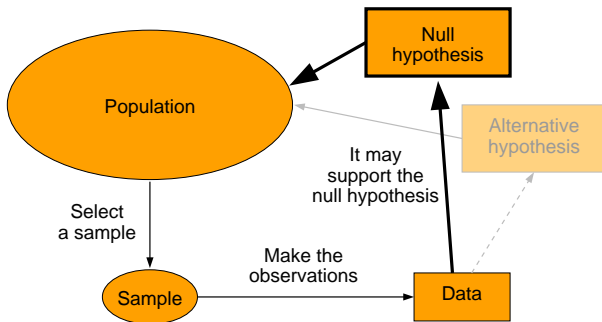 Null
hypothesis
Population
Alternative
hypothesis
It may
support the
null hypothesis
Select
a sample
Make the
observations
Sample
Data